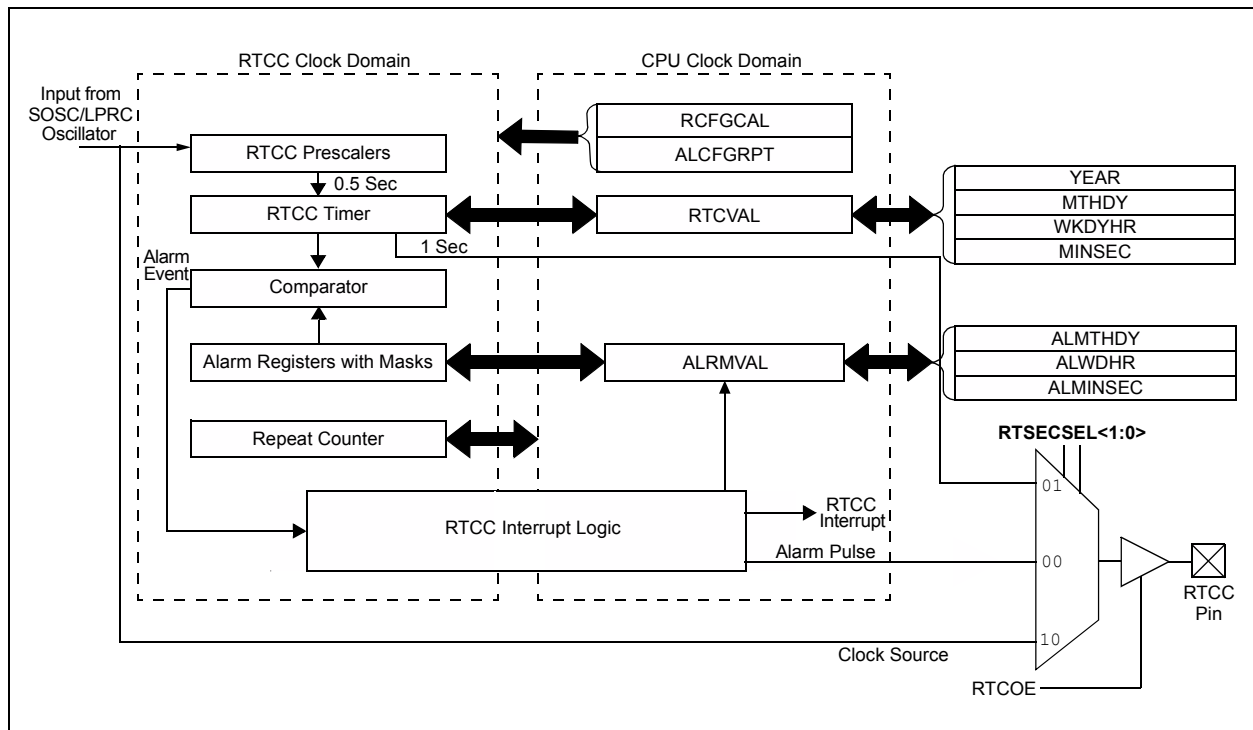 RTCC Clock Domain
CPU Clock Domain
Input from
SOSC/LPRC
Oscillator
RCFGCAL
ALCFGRPT
RTCC Prescalers
0.5 Sec
YEAR
MTHDY
WKDYHR
MINSEC
RTCC Timer
RTCVAL
1 Sec
Alarm
Event
Comparator
ALMTHDY
ALWDHR
ALMINSEC
Alarm Registers with Masks
ALRMVAL
Repeat Counter
RTSECSEL<1:0>
01
RTCC Interrupt Logic
RTCC
Interrupt
Alarm Pulse
00
RTCC
Pin
10
Clock Source
RTCOE